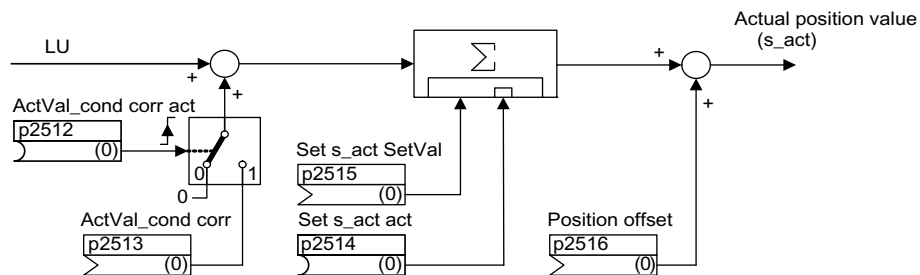 Actual position value
(s_act)
LU
+
+
+
+
Σ
ActVal_cond corr act
p2512
(0)
0
1
0
Set s_act SetVal
p2515
(0)
ActVal_cond corr
p2513
(0)
Set s_act act
p2514
(0)
Position offset
p2516
(0)